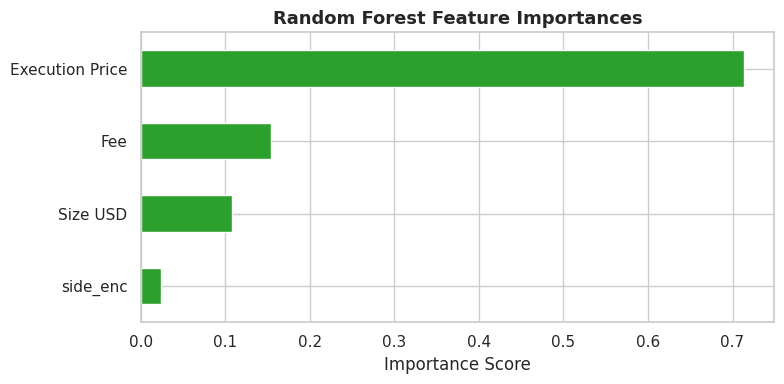 Random Forest Feature Importances
Execution Price
Fee
Size USD
side_enc
0.0 0.1 0.2 0.3 0.4 0.5 0.6 0.7
Importance Score